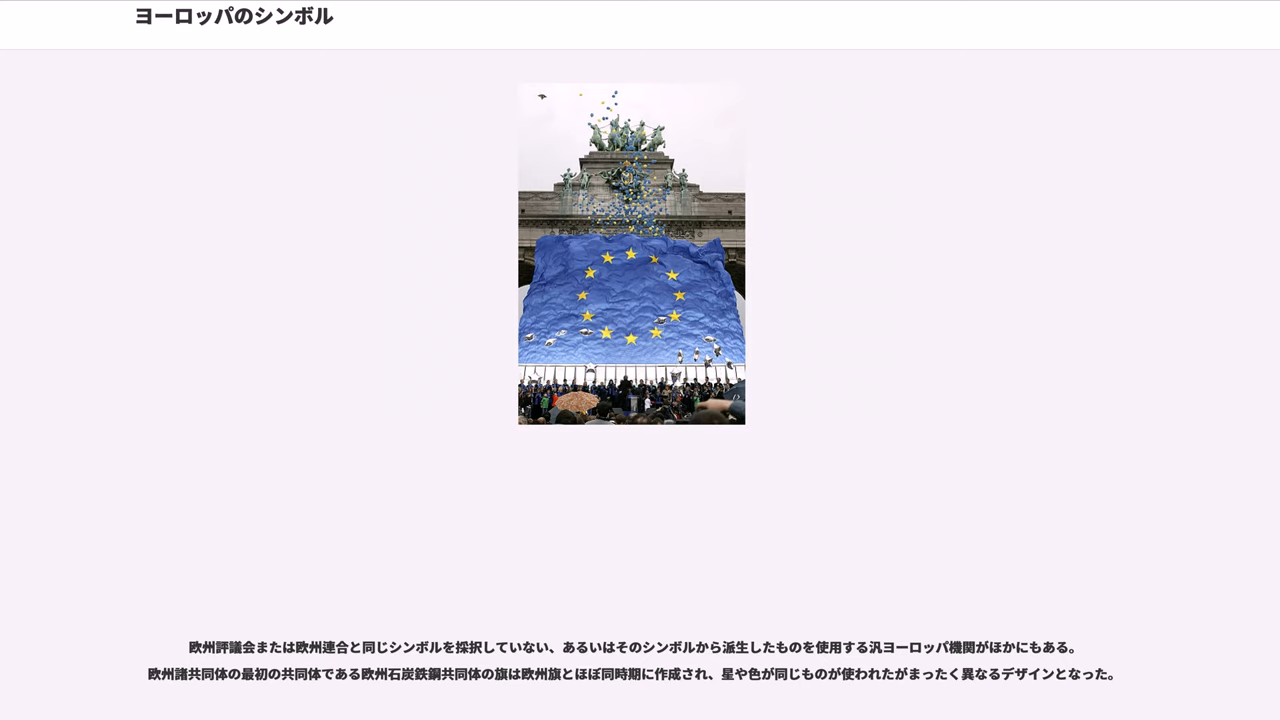 ヨーロッパのシンボル
欧州評議会または欧州連合と同じシンボルを採択していない、あるいはそのシンボルから派生したものを使用する汎ヨーロッパ機関がほかにもある。
欧州諸共同体の最初の共同体である欧州石炭鉄鋼共同体の旗は欧州旗とほぼ同時期に作成され、星や色が同じものが使われたがまったく異なるデザインとなった。